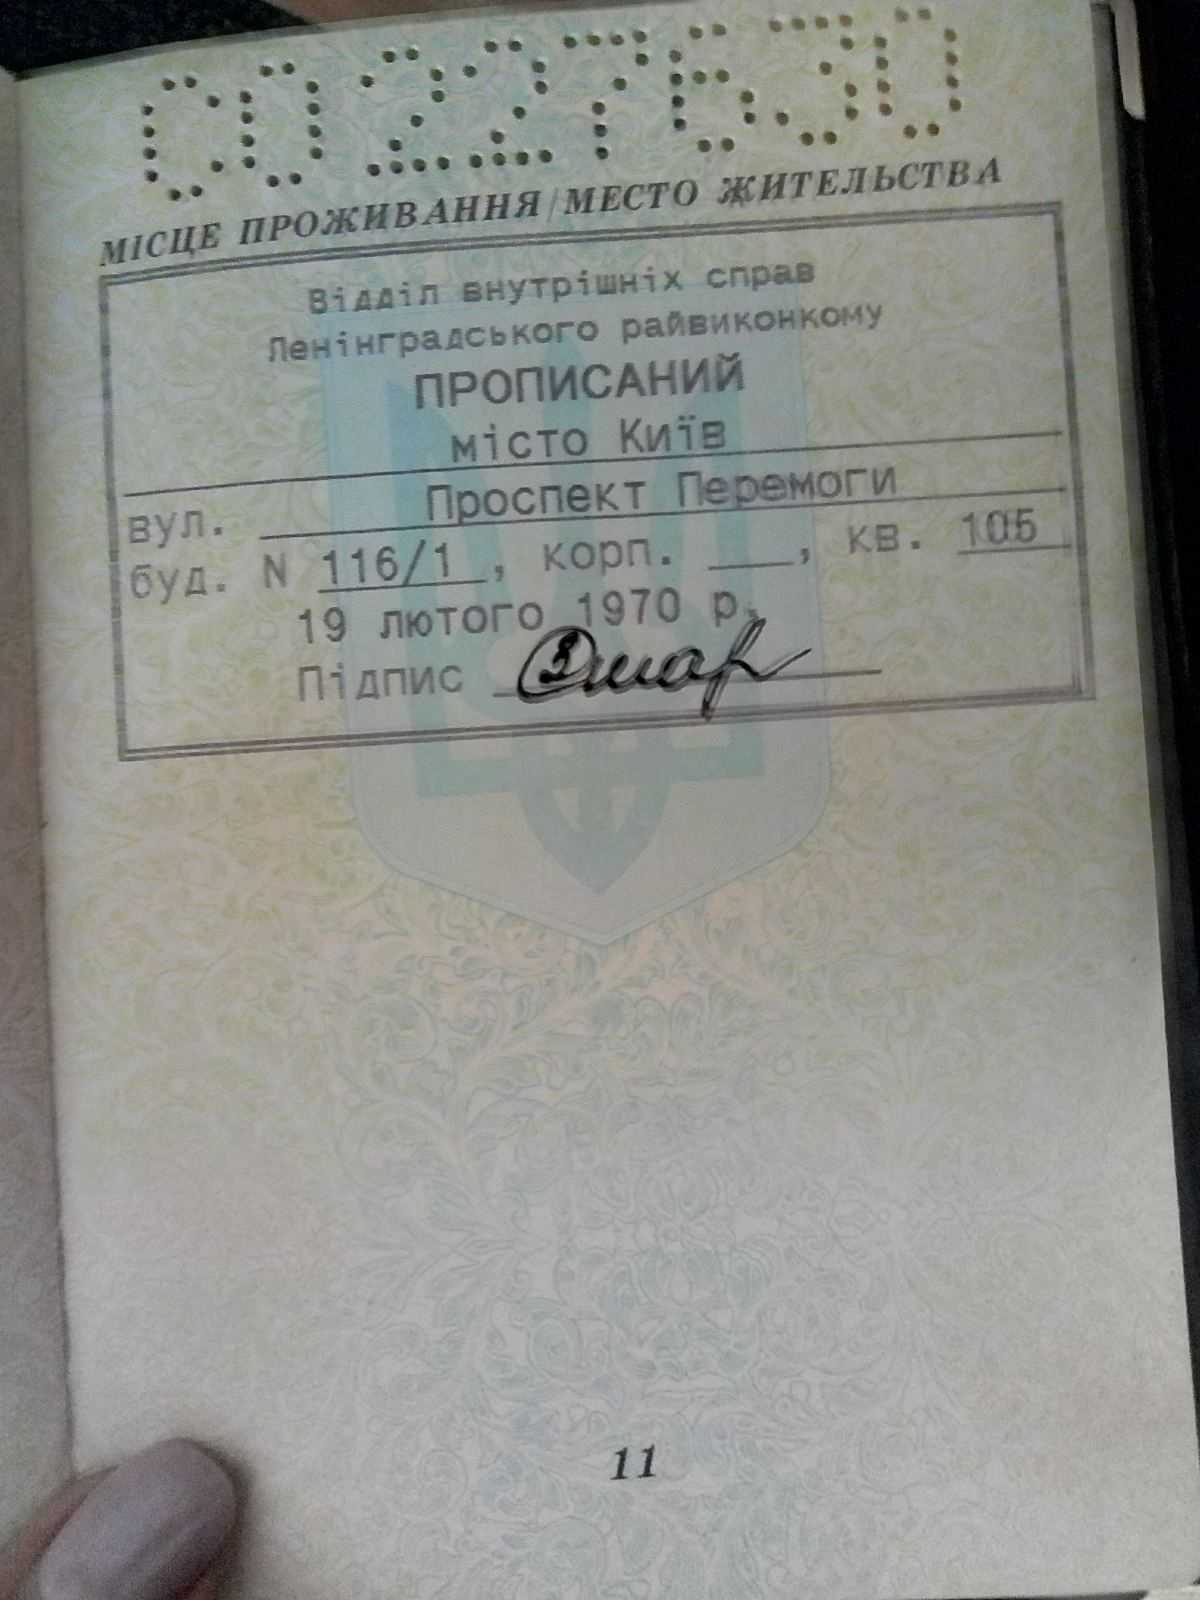 СО227630
МІСЦЕ ПРОЖИВАННЯ/МЕСТО ЖИТЕЛЬСТВА
Відділ внутрішніх справ
Ленінградського райвиконкому
ПРОПИСАНИЙ
місто Київ
вул. Проспект Перемоги
буд. N 116/1, корп. ___, кв. 105
19 лютого 1970 р.
Підпис
11